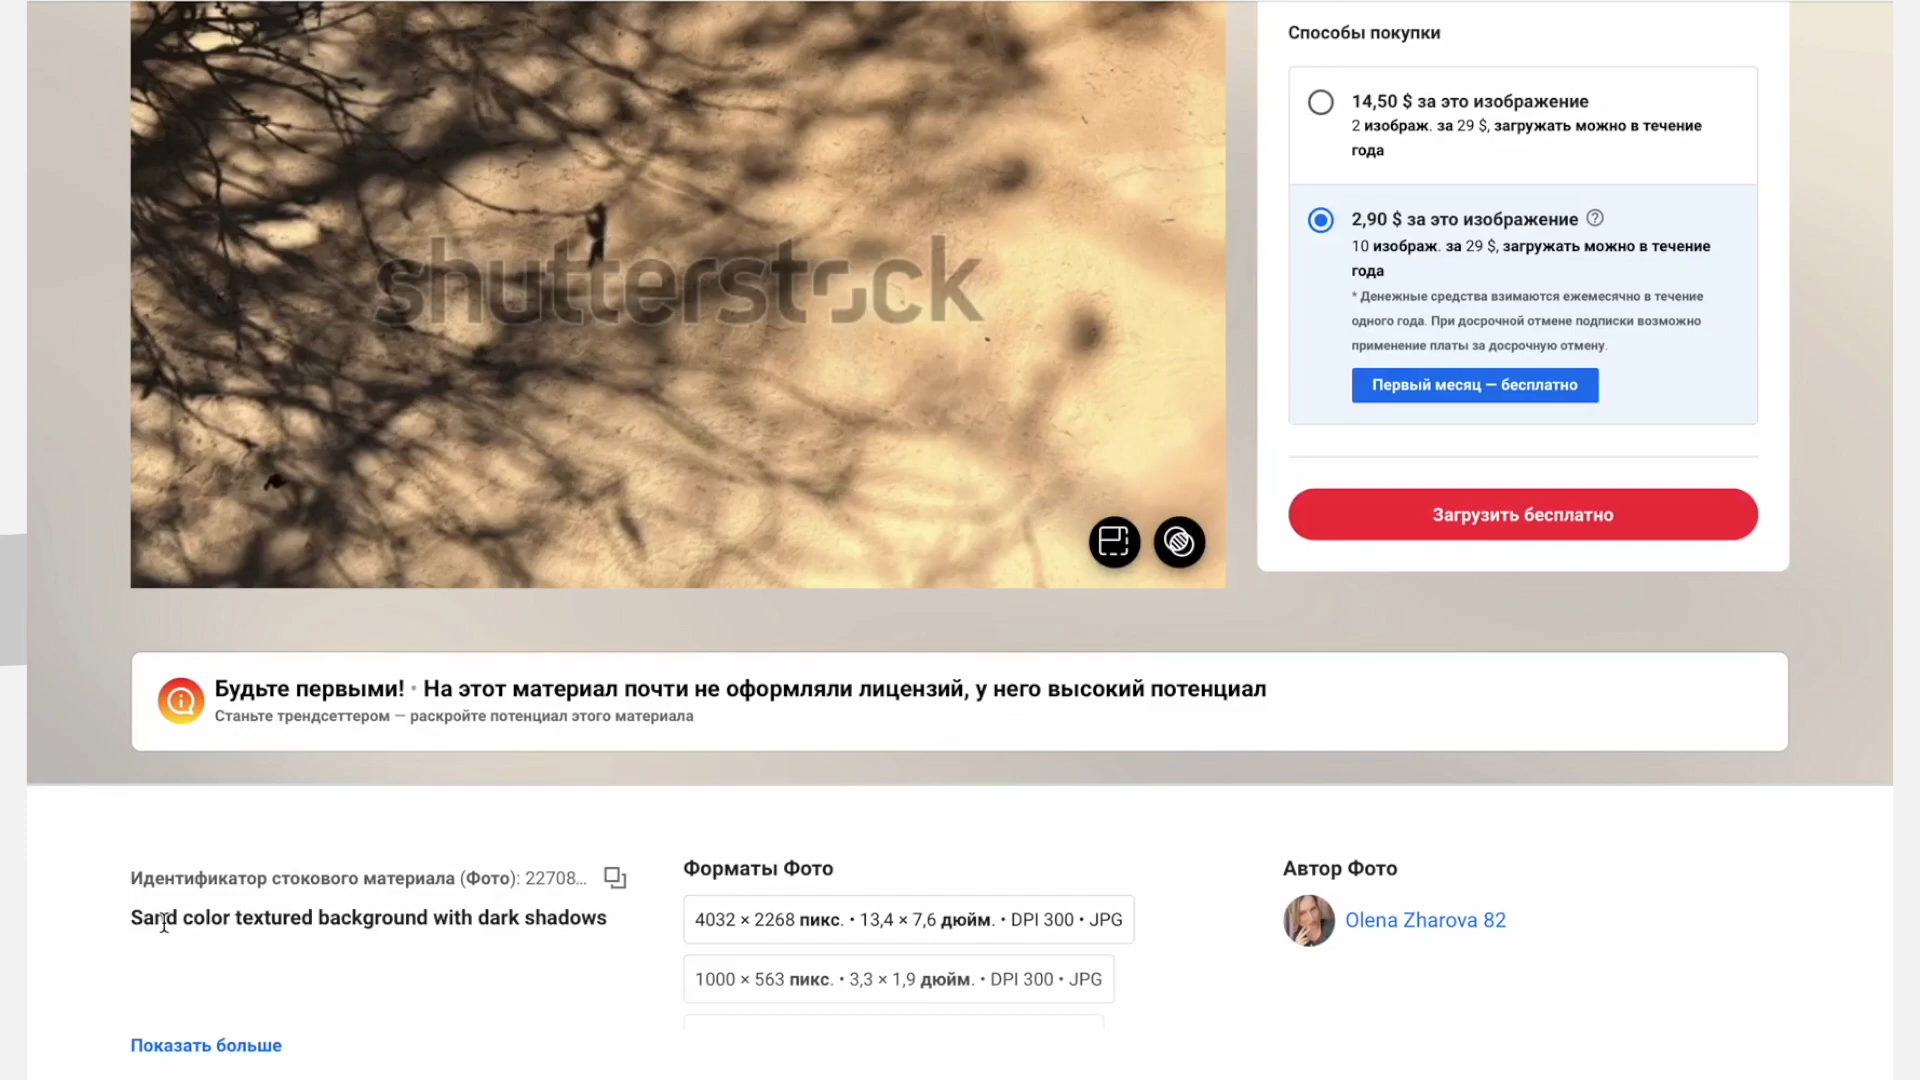 Способы покупки
14,50 $ за это изображение
2 изображ. за 29 $, загружать можно в течение
года
2,90 $ за это изображение
10 изображ. за 29 $, загружать можно в течение
года
* Денежные средства взимаются ежемесячно в течение
одного года. При досрочной отмене подписки возможно
применение платы за досрочную отмену.
Первый месяц — бесплатно
Загрузить бесплатно
shutterstock
Будьте первыми! • На этот материал почти не оформляли лицензий, у него высокий потенциал
Станьте трендсеттером — раскройте потенциал этого материала
Идентификатор стокового материала (Фото): 22708...
Sand color textured background with dark shadows
Показать больше
Форматы Фото
4032 × 2268 пикс. • 13,4 × 7,6 дюйм. • DPI 300 • JPG
1000 × 563 пикс. • 3,3 × 1,9 дюйм. • DPI 300 • JPG
Автор Фото
Olena Zharova 82